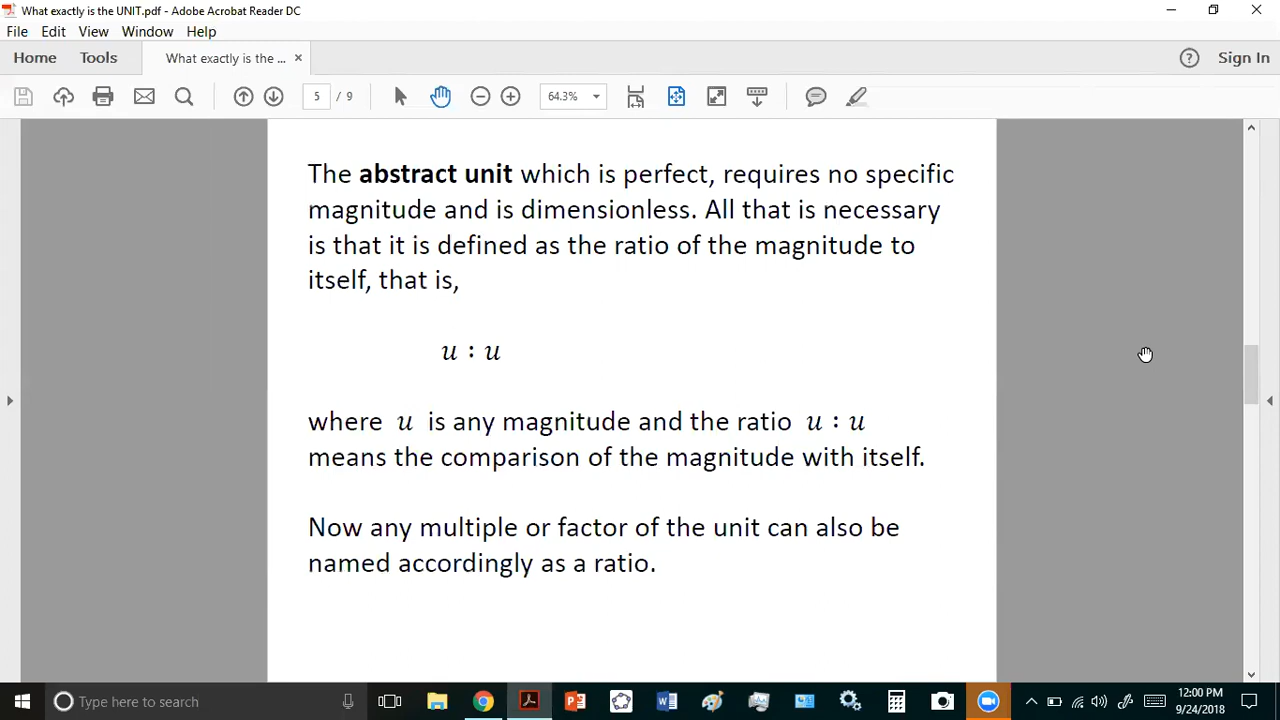 What exactly is the UNIT.pdf - Adobe Acrobat Reader DC
File Edit View Window Help
Home Tools What exactly is the ... × Sign In
5 / 9 64.3%
The abstract unit which is perfect, requires no specific
magnitude and is dimensionless. All that is necessary
is that it is defined as the ratio of the magnitude to
itself, that is,
u : u
where u is any magnitude and the ratio u : u
means the comparison of the magnitude with itself.
Now any multiple or factor of the unit can also be
named accordingly as a ratio.
Type here to search
12:00 PM
9/24/2018